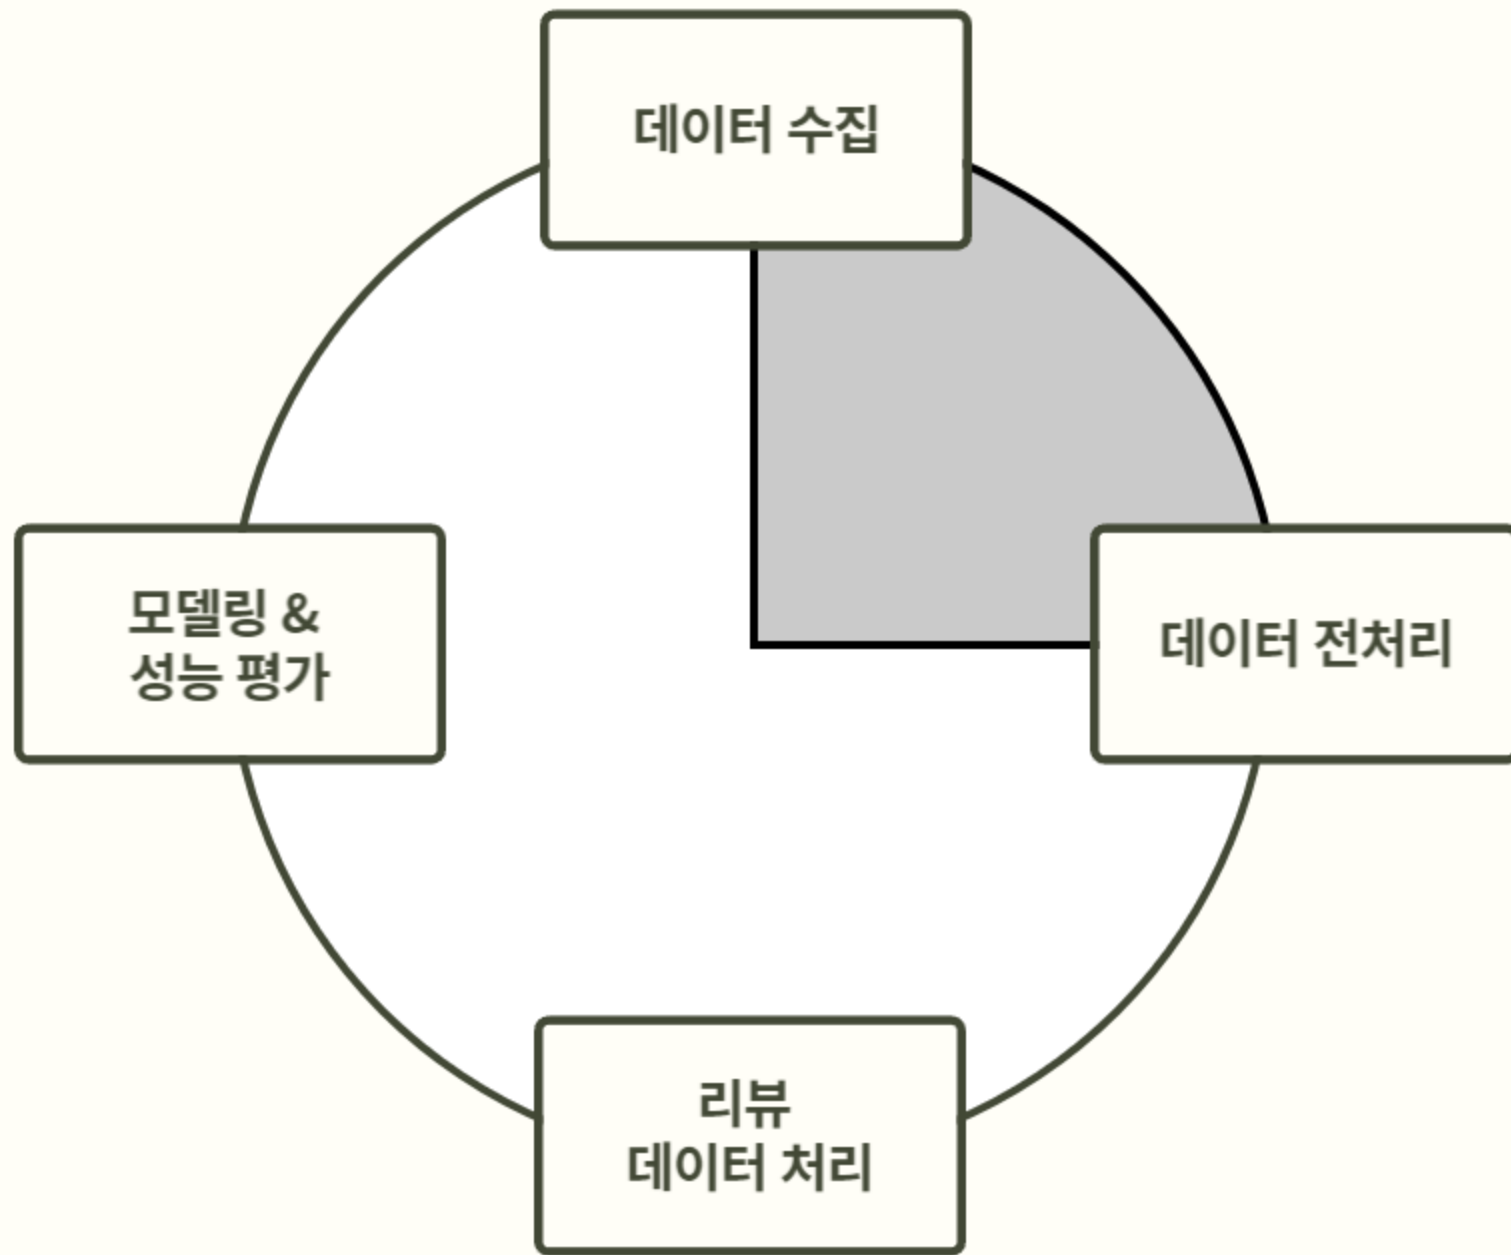 데이터 수집
모델링 &
성능 평가
데이터 전처리
리뷰
데이터 처리